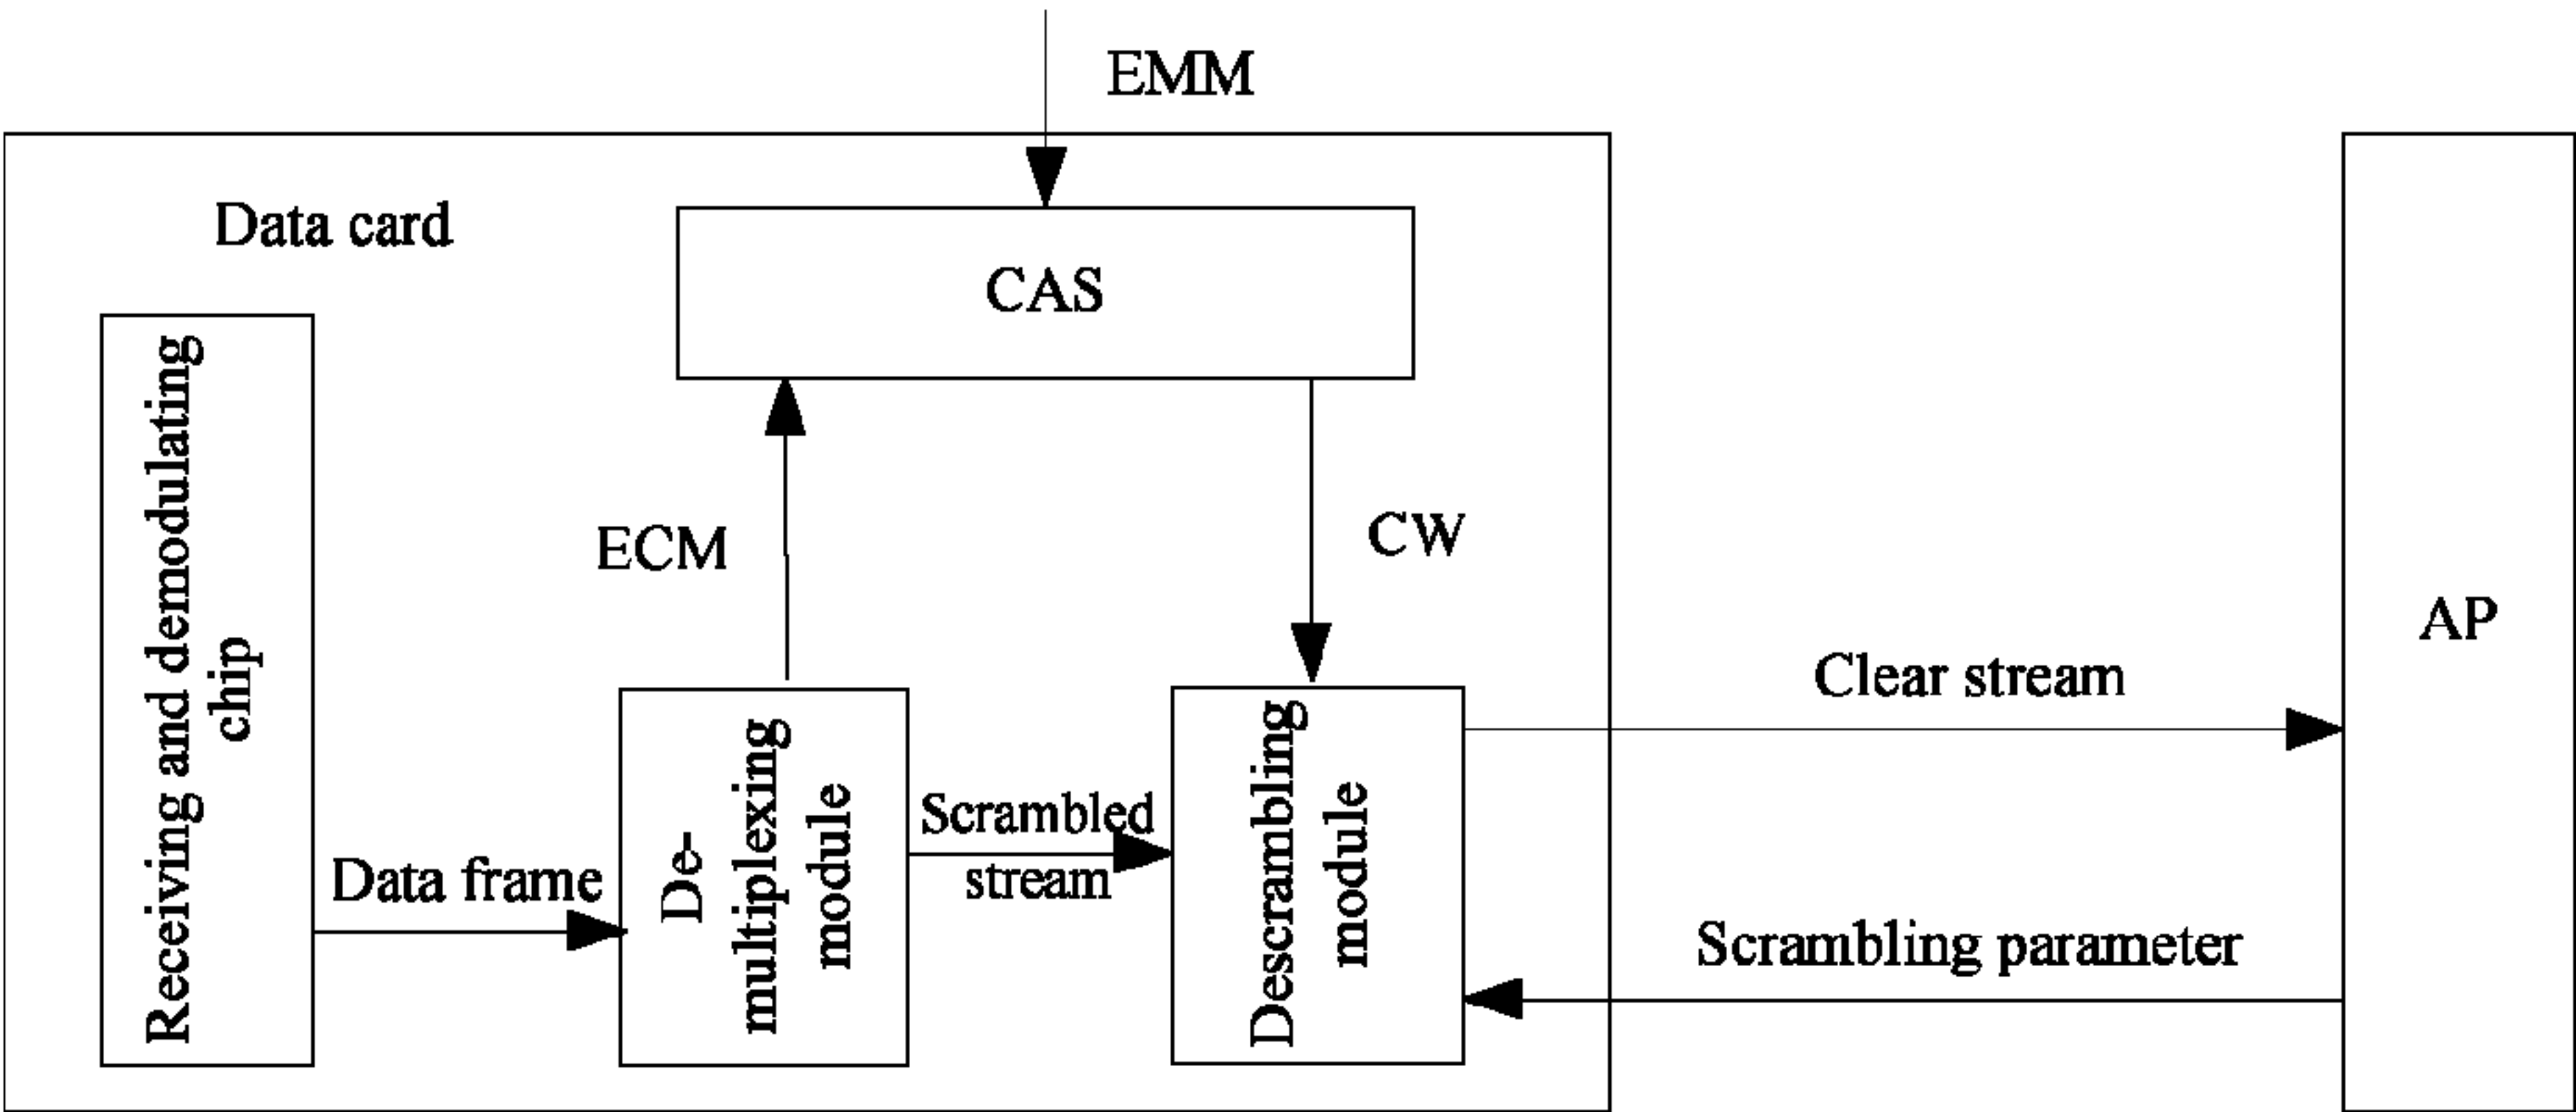 EMM
Data card
CAS
Receiving and demodulating
chip
ECM
CW
AP
Clear stream
De-
multiplexing
module
Scrambled
stream
Descrambling
module
Data frame
Scrambling parameter